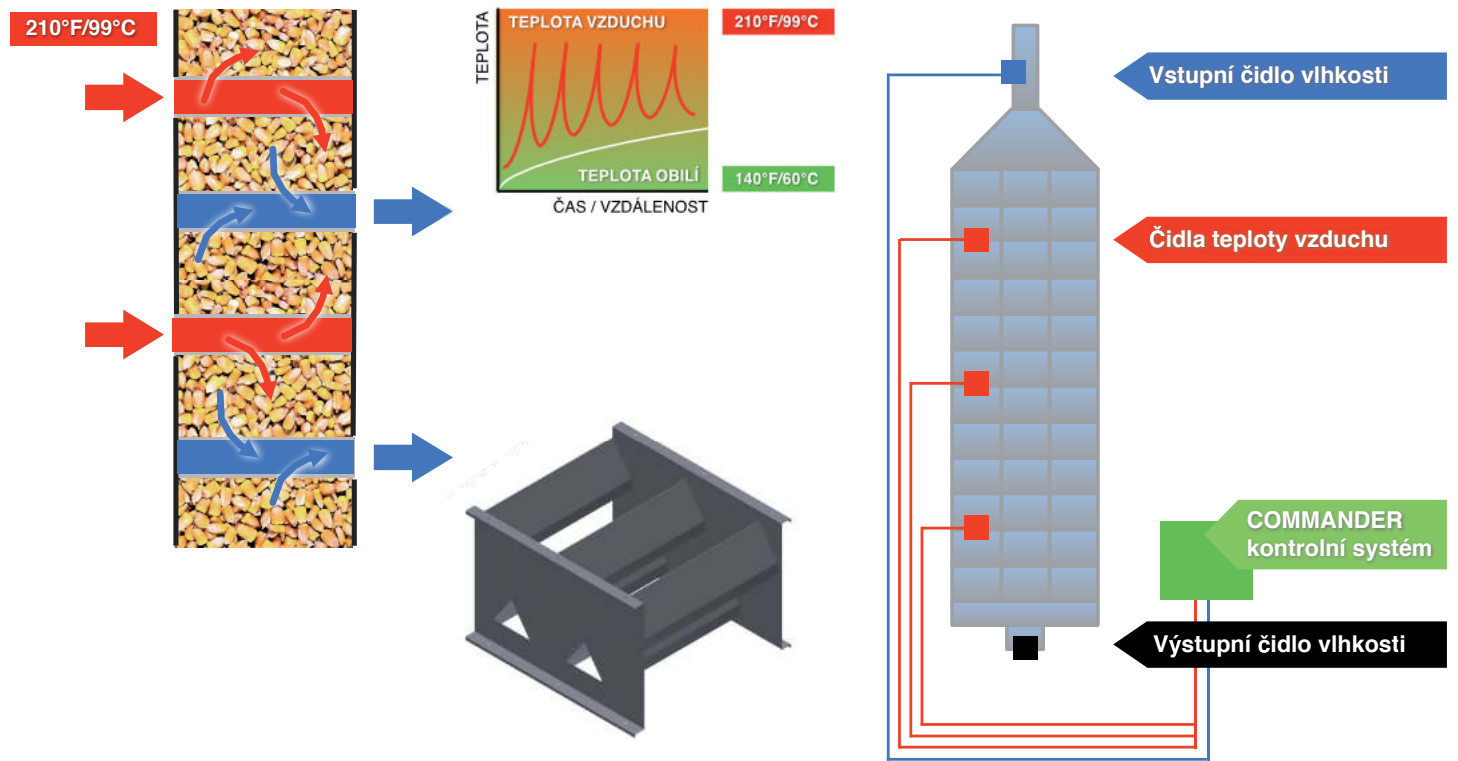 210°F/99°C
TEPLOTA
TEPLOTA VZDUCHU
TEPLOTA OBILÍ
ČAS / VZDÁLENOST
210°F/99°C
140°F/60°C
Vstupní čidlo vlhkosti
Čidla teploty vzduchu
COMMANDER
kontrolní systém
Výstupní čidlo vlhkosti